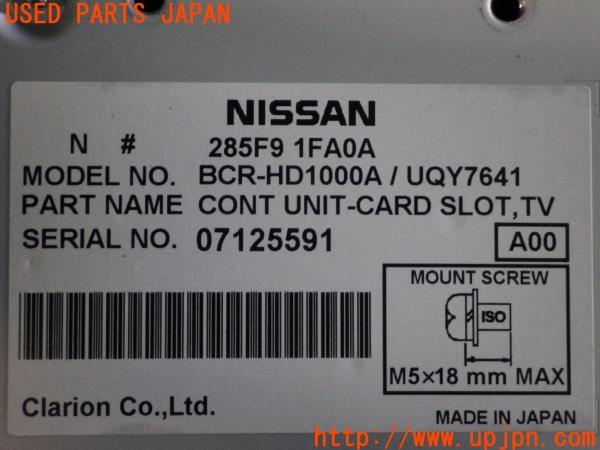 USED PARTS JAPAN
NISSAN
N # 285F9 1FA0A
MODEL NO. BCR-HD1000A / UQY7641
PART NAME CONT UNIT-CARD SLOT,TV
SERIAL NO. 07125591 A00
MOUNT SCREW
ISO
M5×18 mm MAX
Clarion Co.,Ltd.
MADE IN JAPAN
http://www.upjpn.com